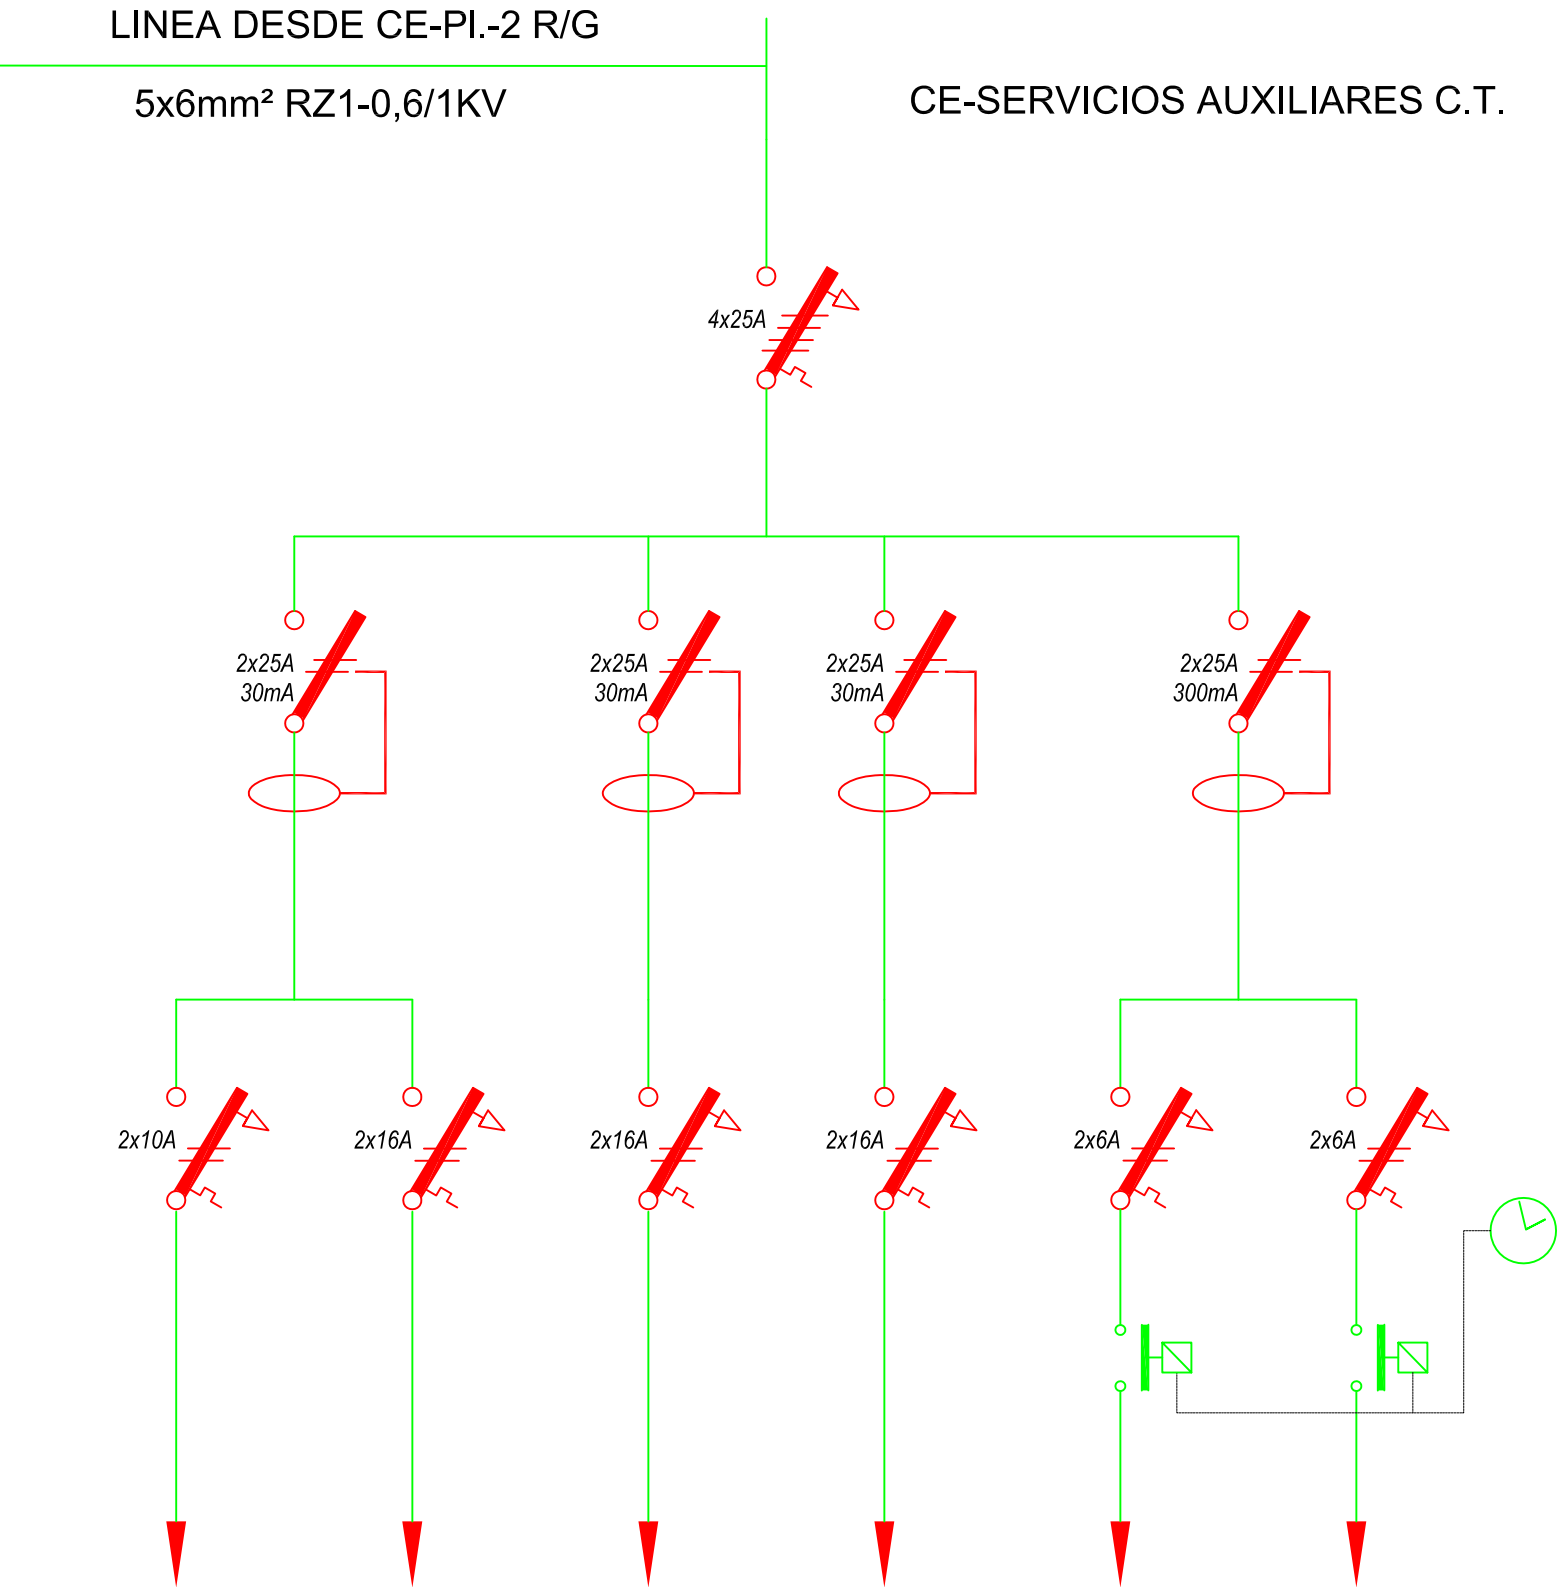 LINEA DESDE CE-PI.-2 R/G
5x6mm² RZ1-0,6/1KV
CE-SERVICIOS AUXILIARES C.T.
4x25A
2x25A
30mA
2x25A
30mA
2x25A
30mA
2x25A
300mA
2x10A
2x16A
2x16A
2x16A
2x6A
2x6A